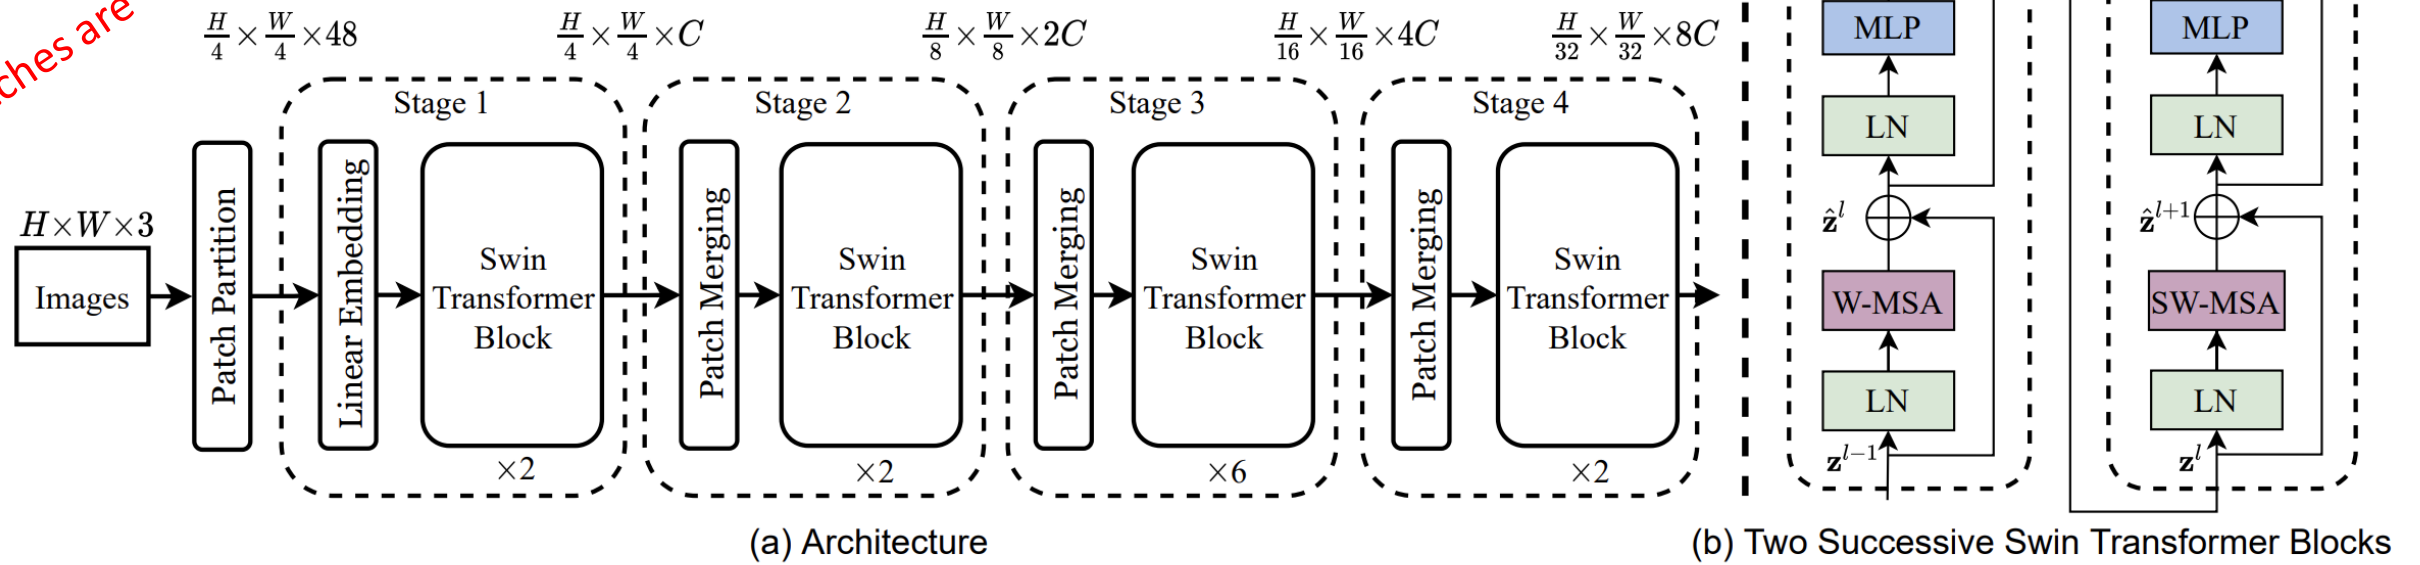 ches are
H/4 × W/4 × 48
H/4 × W/4 × C
H/8 × W/8 × 2C
H/16 × W/16 × 4C
H/32 × W/32 × 8C
Stage 1
Stage 2
Stage 3
Stage 4
H×W×3
Images
Patch Partition
Linear Embedding
Swin
Transformer
Block
×2
Patch Merging
Swin
Transformer
Block
×2
Patch Merging
Swin
Transformer
Block
×6
Patch Merging
Swin
Transformer
Block
×2
(a) Architecture
MLP
LN
ẑ^l
W-MSA
LN
z^{l-1}
MLP
LN
ẑ^{l+1}
SW-MSA
LN
z^l
(b) Two Successive Swin Transformer Blocks